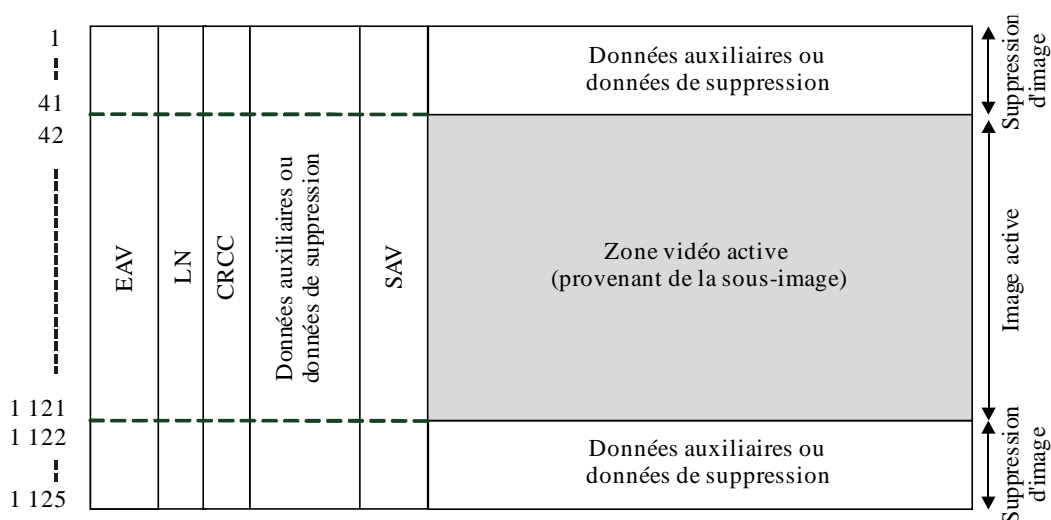 1
41
42
1 121
1 122
1 125
EAV
LN
CRCC
Données auxiliaires ou
données de suppression
SAV
Données auxiliaires ou
données de suppression
Zone vidéo active
(provenant de la sous-image)
Données auxiliaires ou
données de suppression
Suppression
d'image
Image active
Suppression
d'image